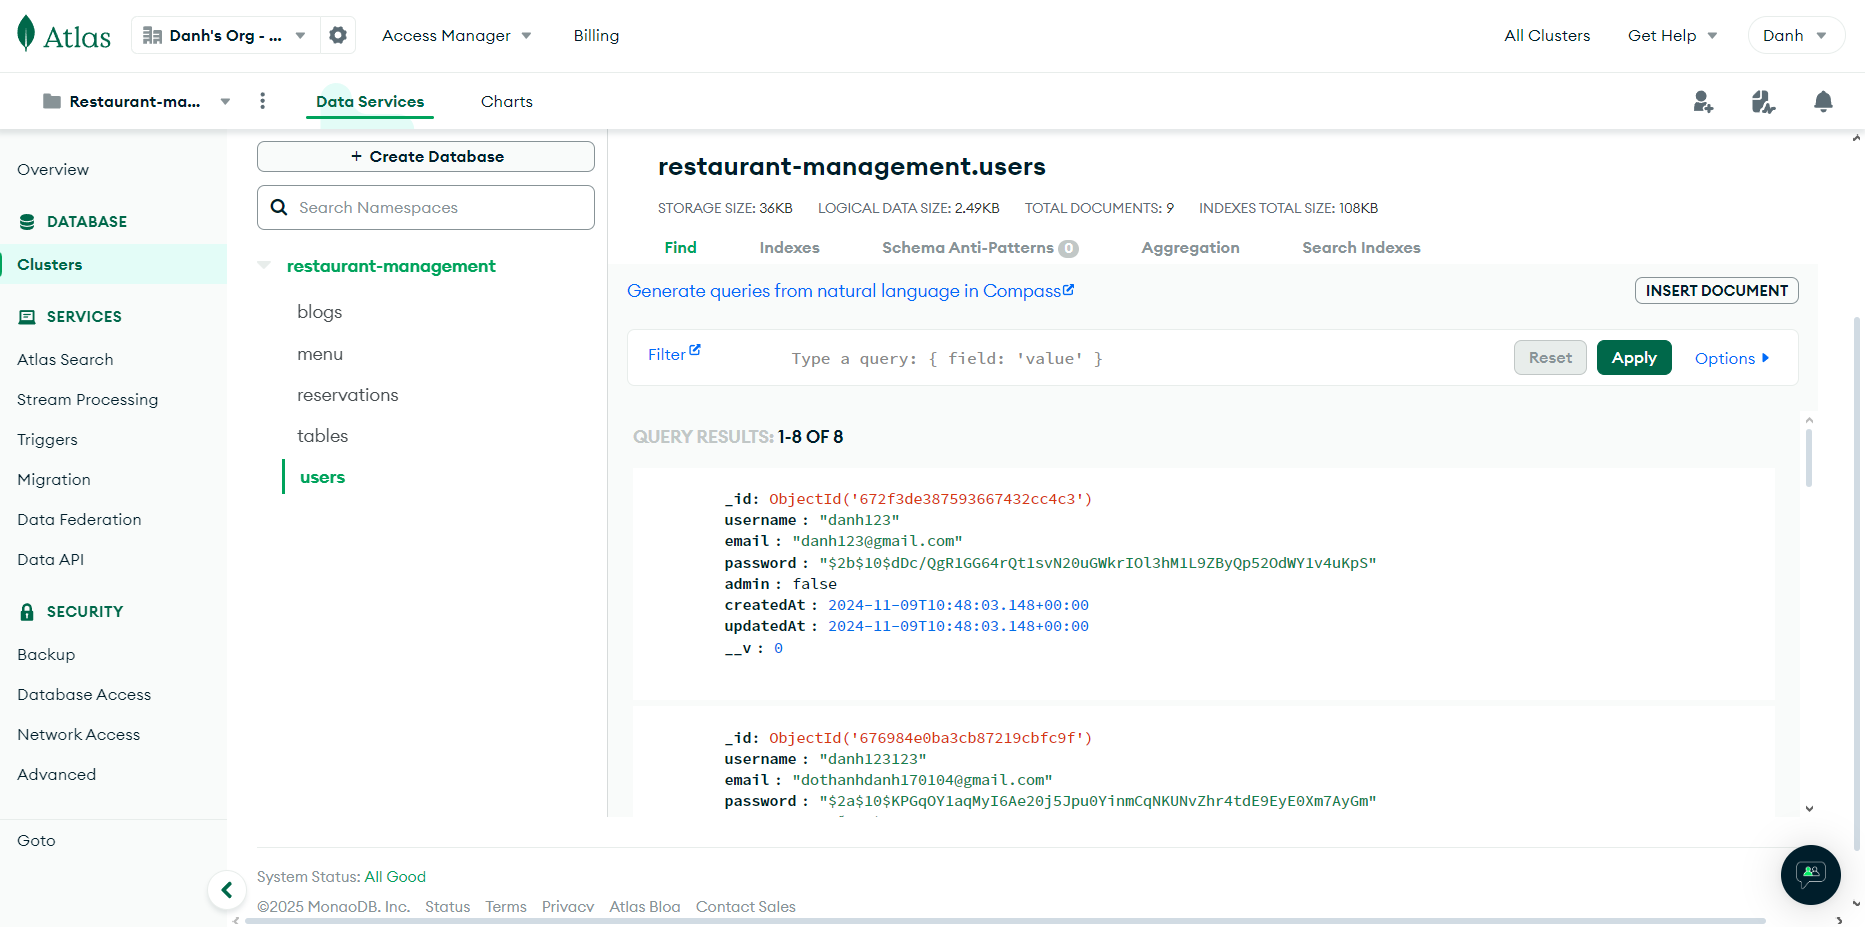 Atlas
Danh's Org - ...
Access Manager
Billing
All Clusters
Get Help
Danh
Restaurant-ma...
Data Services
Charts
Overview
DATABASE
Clusters
SERVICES
Atlas Search
Stream Processing
Triggers
Migration
Data Federation
Data API
SECURITY
Backup
Database Access
Network Access
Advanced
Goto
+ Create Database
Search Namespaces
restaurant-management
blogs
menu
reservations
tables
users
restaurant-management.users
STORAGE SIZE: 36KB LOGICAL DATA SIZE: 2.49KB TOTAL DOCUMENTS: 9 INDEXES TOTAL SIZE: 108KB
Find Indexes Schema Anti-Patterns 0 Aggregation Search Indexes
Generate queries from natural language in Compass
INSERT DOCUMENT
Filter
Type a query: { field: 'value' }
Reset
Apply
Options
QUERY RESULTS: 1-8 OF 8
_id: ObjectId('672f3de387593667432cc4c3')
username : "danh123"
email : "danh123@gmail.com"
password : "$2b$10$dDc/QgR1GG64rQt1svN20uGWkrIOl3hM1L9ZByQp52OdWY1v4uKpS"
admin : false
createdAt : 2024-11-09T10:48:03.148+00:00
updatedAt : 2024-11-09T10:48:03.148+00:00
__v : 0
_id: ObjectId('676984e0ba3cb87219cbfc9f')
username : "danh123123"
email : "dothanhdanh170104@gmail.com"
password : "$2a$10$KPGqOY1aqMyI6Ae20j5Jpu0YinmCqNKUNvZhr4tdE9EyE0Xm7AyGm"
System Status: All Good
©2025 MongoDB, Inc. Status Terms Privacy Atlas Blog Contact Sales